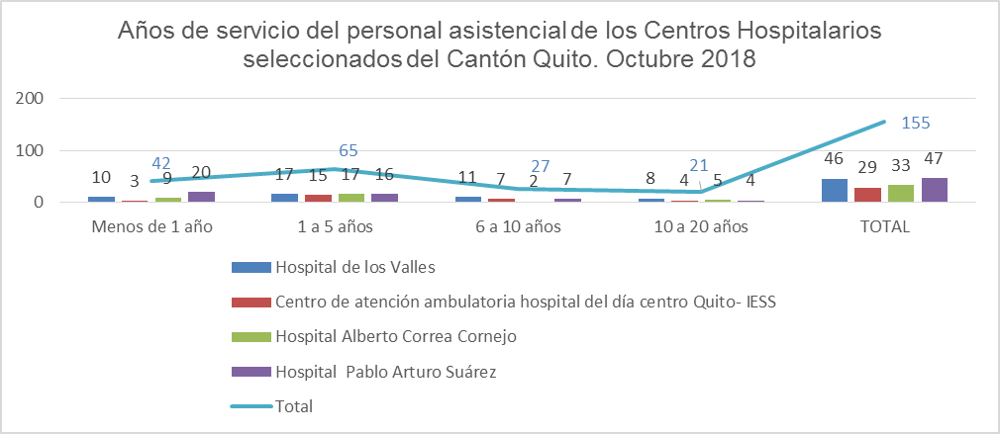 Años de servicio del personal asistencial de los Centros Hospitalarios
seleccionados del Cantón Quito. Octubre 2018
200
100
0
10 3 9 20 42
17 15 17 16 65
11 7 2 7 27
8 4 5 4 21
46 29 33 47 155
Menos de 1 año 1 a 5 años 6 a 10 años 10 a 20 años TOTAL
Hospital de los Valles
Centro de atención ambulatoria hospital del día centro Quito- IESS
Hospital Alberto Correa Cornejo
Hospital Pablo Arturo Suárez
Total